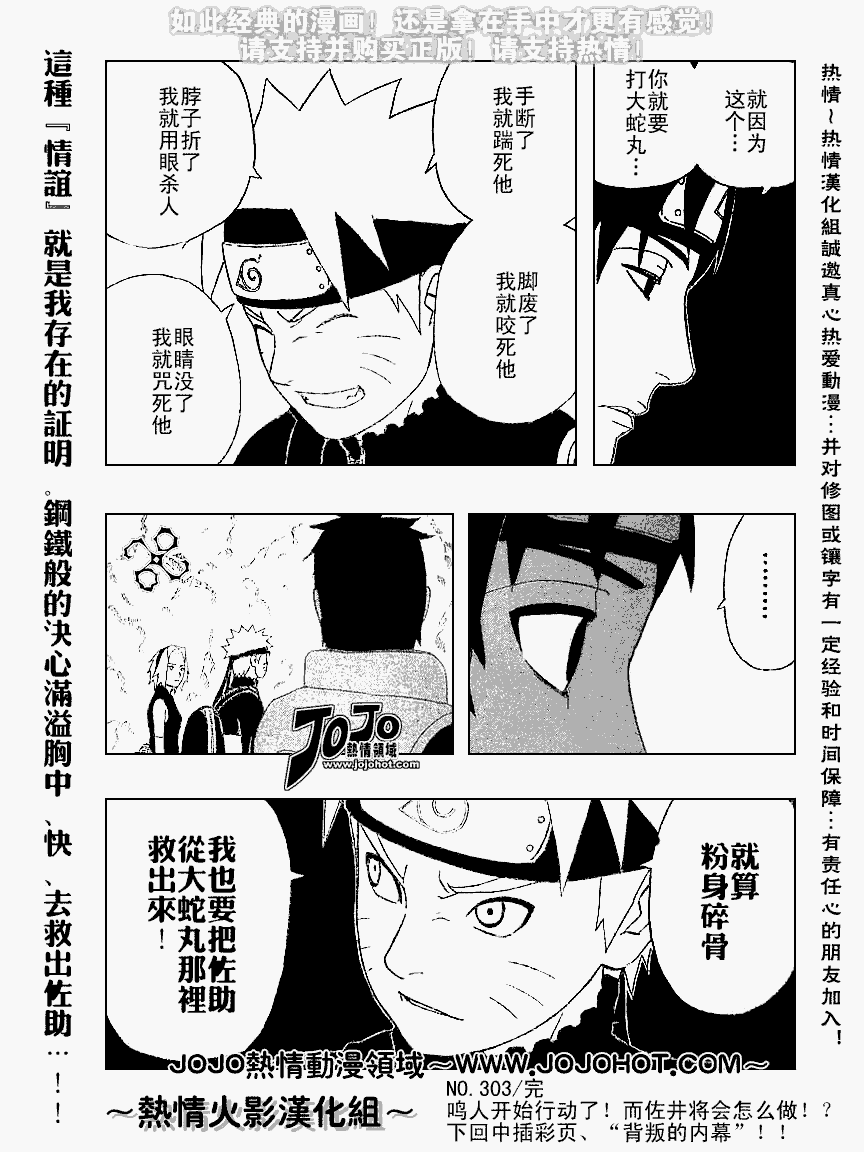 如此经典的漫画！还是拿在手中才更有感觉！
请支持并购买正版！请支持热情！
热情～热情漢化組誠邀真心热爱動漫…并对修图或镶字有一定经验和时间保障…有责任心的朋友加入！
就因为
这个…
你就要
打大蛇丸…
手断了
我就踹死他
脚废了
我就咬死他
脖子折了
我就用眼杀人
眼睛没了
我就咒死他
………
JOJO
熱情領域
www.jojohot.com
就算
粉身碎骨
我也要把佐助
從大蛇丸那裡
救出來！
這種『情誼』就是我存在的証明。鋼鐵般的決心滿溢胸中、快、去救出佐助…！！
JOJO熱情動漫領域～WWW.JOJOHOT.COM～
～熱情火影漢化組～
NO.303/完
鸣人开始行动了！而佐井将会怎么做！？
下回中插彩页、“背叛的内幕”！！